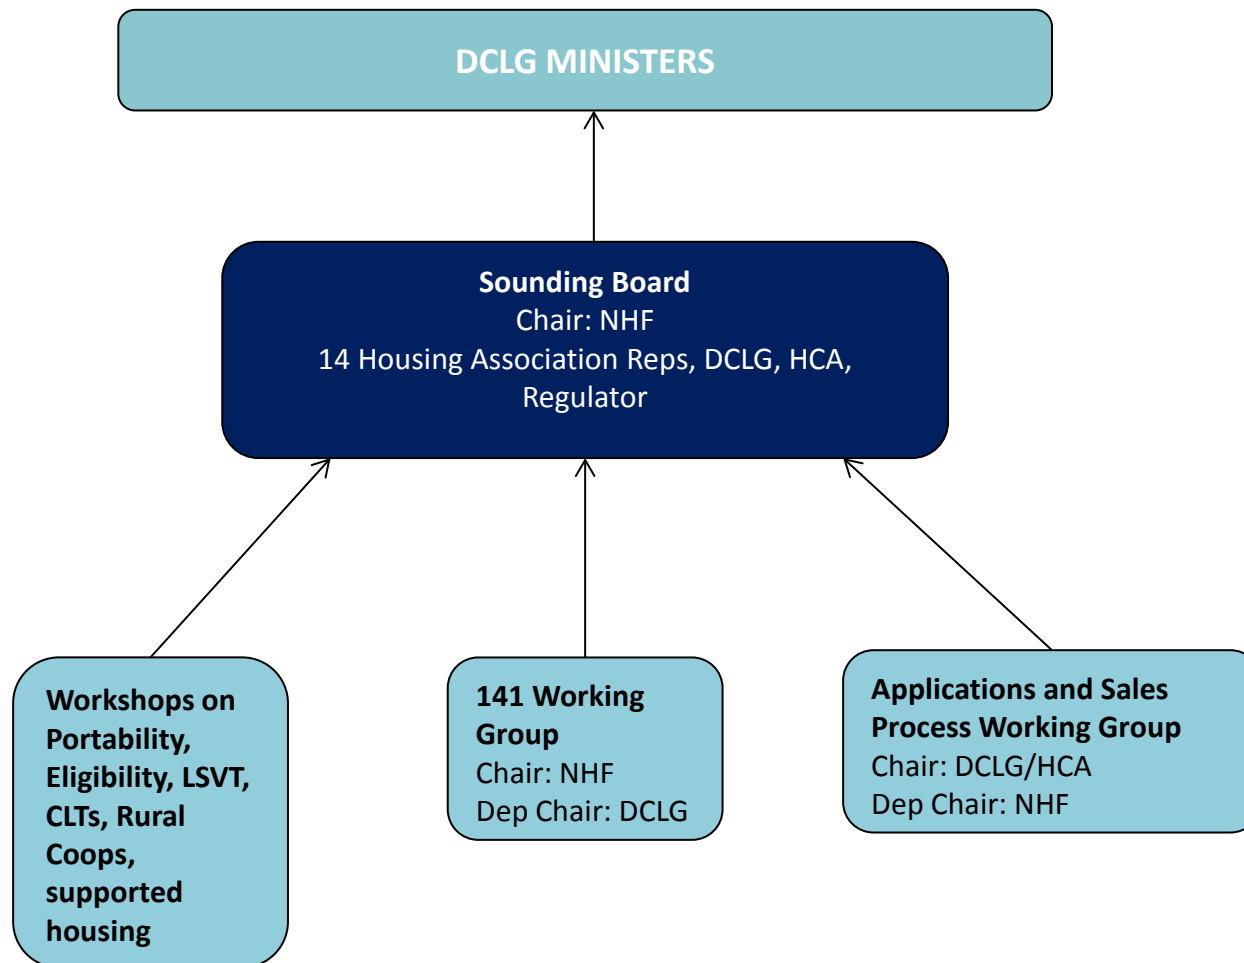 DCLG MINISTERS
Sounding Board
Chair: NHF
14 Housing Association Reps, DCLG, HCA,
Regulator
Workshops on
Portability,
Eligibility, LSVT,
CLTs, Rural
Coops,
supported
housing
141 Working
Group
Chair: NHF
Dep Chair: DCLG
Applications and Sales
Process Working Group
Chair: DCLG/HCA
Dep Chair: NHF